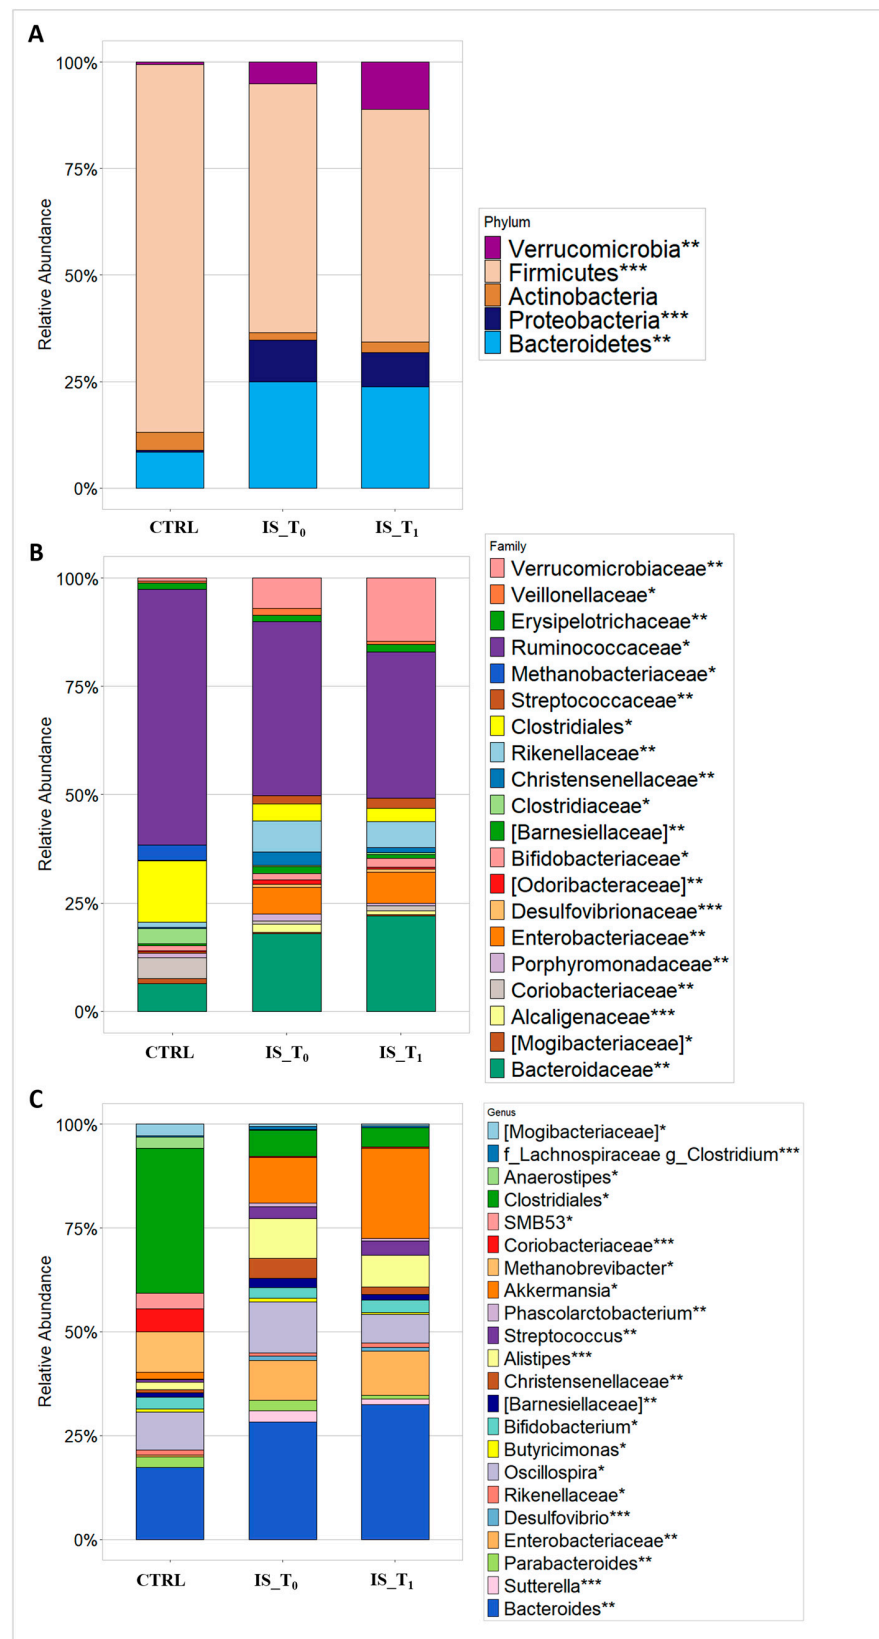 A
100%
75%
50%
25%
0%
Relative Abundance
CTRL IS_T₀ IS_T₁
Phylum
Verrucomicrobia**
Firmicutes***
Actinobacteria
Proteobacteria***
Bacteroidetes**
B
100%
75%
50%
25%
0%
Relative Abundance
CTRL IS_T₀ IS_T₁
Family
Verrucomicrobiaceae**
Veillonellaceae*
Erysipelotrichaceae**
Ruminococcaceae*
Methanobacteriaceae*
Streptococcaceae**
Clostridiales*
Rikenellaceae**
Christensenellaceae**
Clostridiaceae*
[Barnesiellaceae]**
Bifidobacteriaceae*
[Odoribacteraceae]**
Desulfovibrionaceae***
Enterobacteriaceae**
Porphyromonadaceae**
Coriobacteriaceae**
Alcaligenaceae***
[Mogibacteriaceae]*
Bacteroidaceae**
C
100%
75%
50%
25%
0%
Relative Abundance
CTRL IS_T₀ IS_T₁
Genus
[Mogibacteriaceae]*
f_Lachnospiraceae g_Clostridium***
Anaerostipes*
Clostridiales*
SMB53*
Coriobacteriaceae***
Methanobrevibacter*
Akkermansia*
Phascolarctobacterium**
Streptococcus**
Alistipes***
Christensenellaceae**
[Barnesiellaceae]**
Bifidobacterium*
Butyricimonas*
Oscillospira*
Rikenellaceae*
Desulfovibrio***
Enterobacteriaceae**
Parabacteroides**
Sutterella***
Bacteroides**